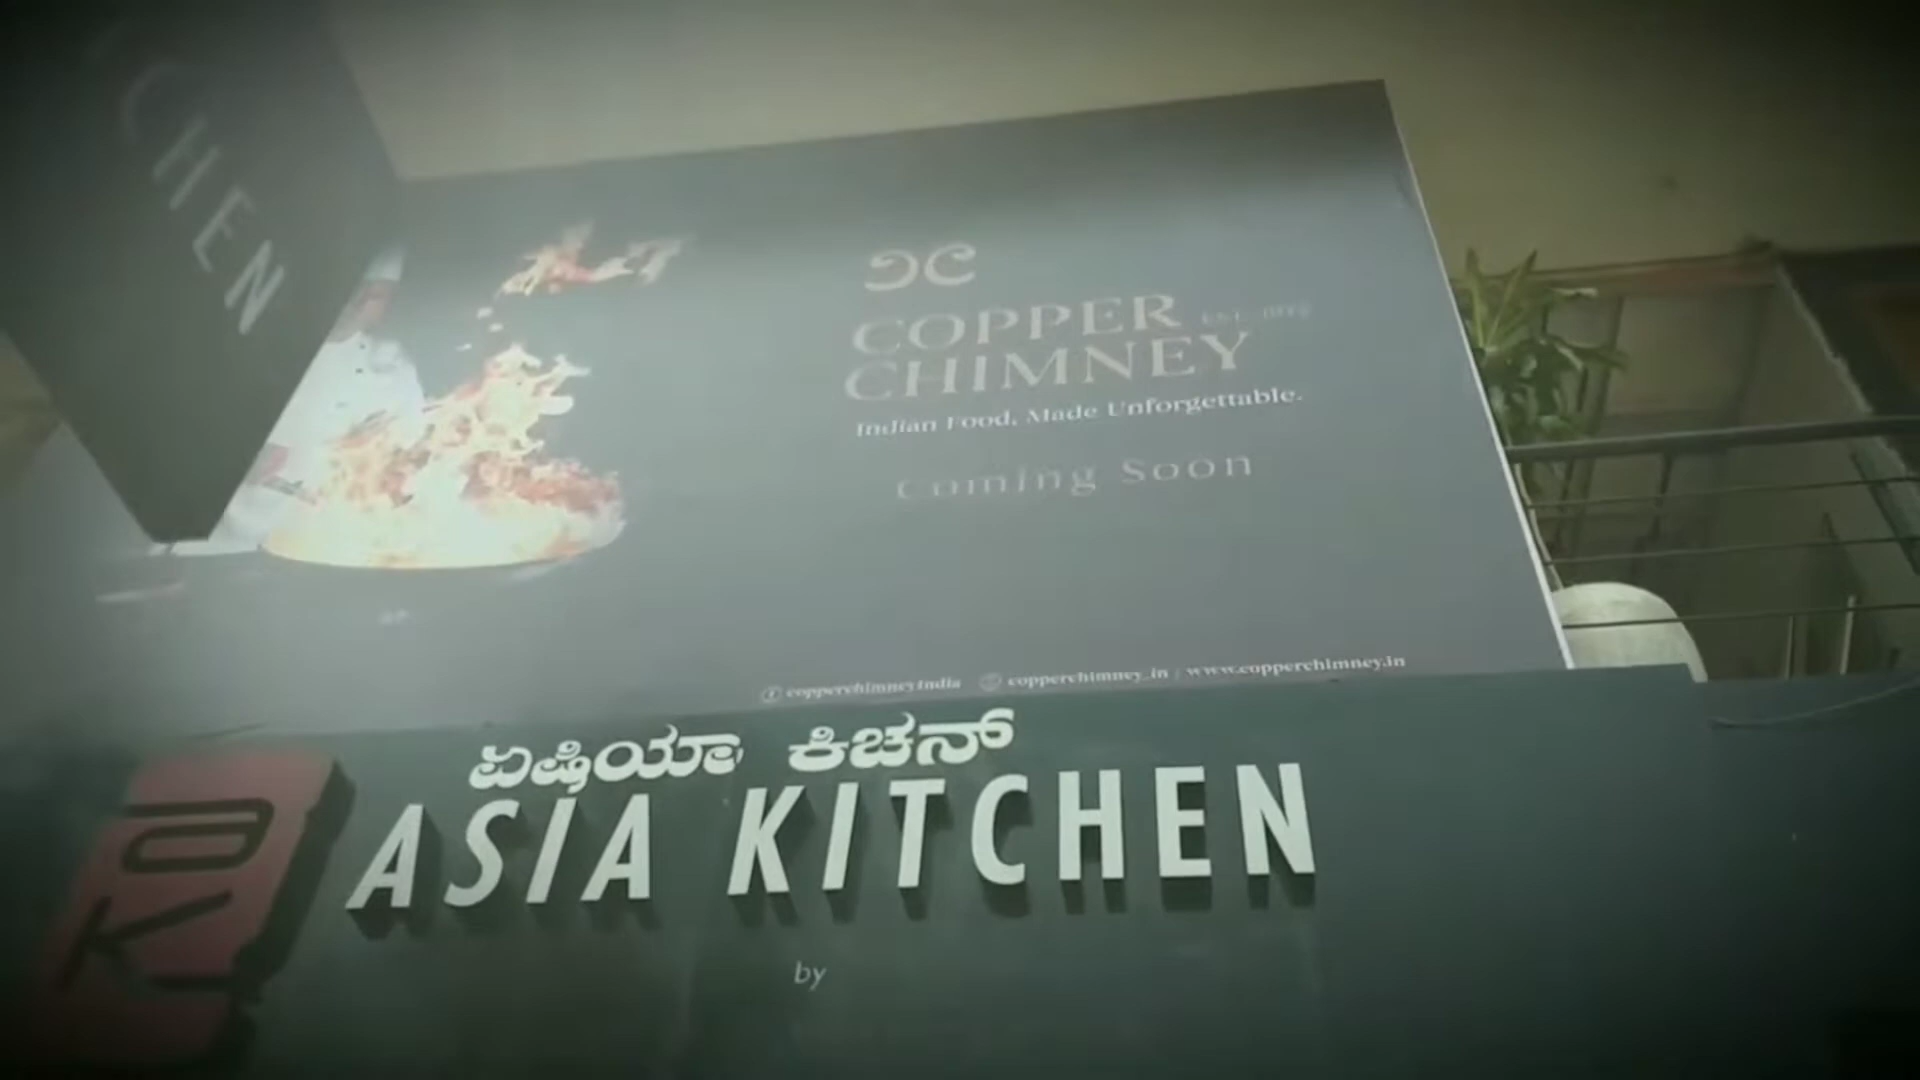 CHEN
COPPER
CHIMNEY
Indian Food, Made Unforgettable.
Coming Soon
copperchimneyIndia copperchimney_in | www.copperchimney.in
ಏಷಿಯಾ ಕಿಚನ್
ASIA KITCHEN
by